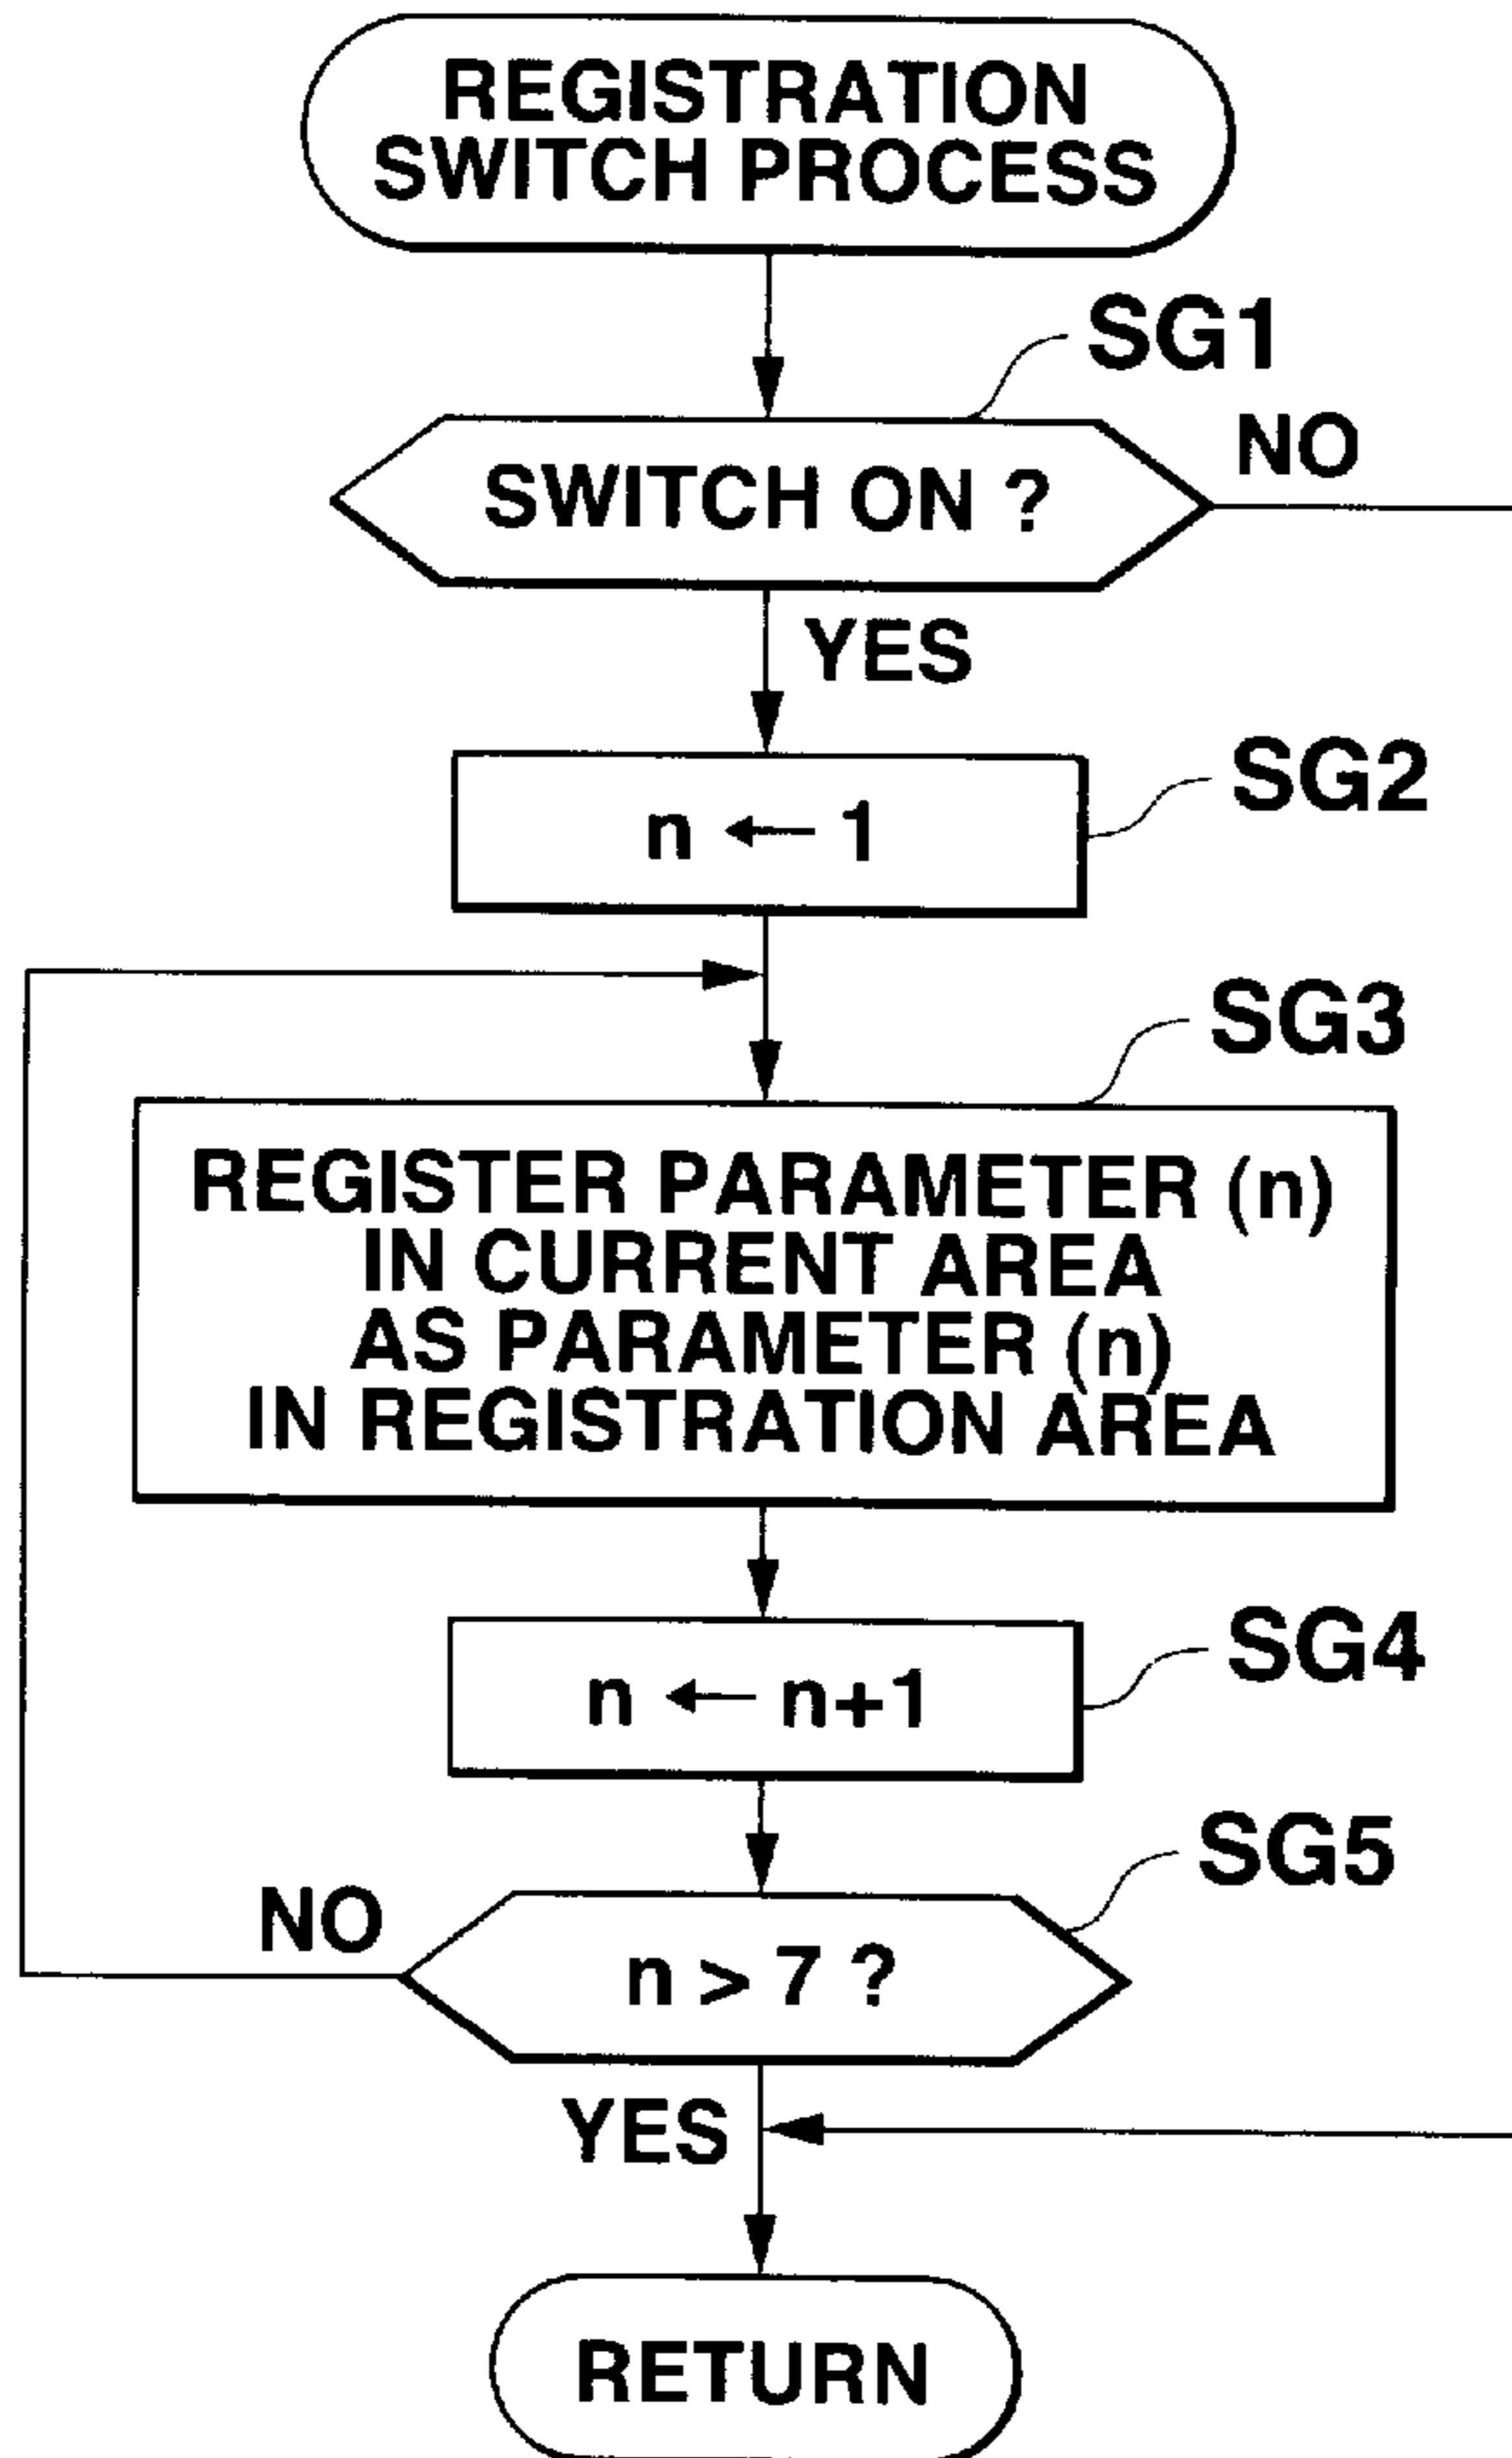 REGISTRATION
SWITCH PROCESS
SG1
SWITCH ON ?
NO
YES
SG2
n ← 1
SG3
REGISTER PARAMETER (n)
IN CURRENT AREA
AS PARAMETER (n)
IN REGISTRATION AREA
SG4
n ← n+1
SG5
NO
n > 7 ?
YES
RETURN